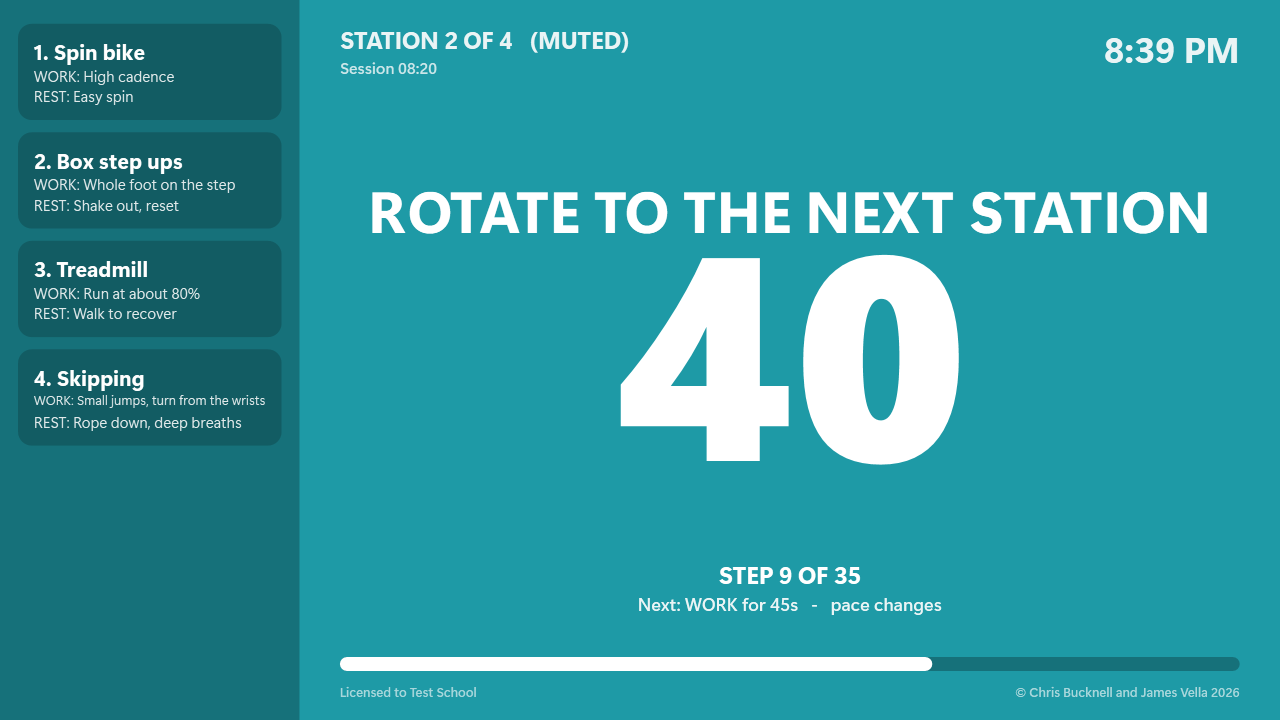 1. Spin bike
WORK: High cadence
REST: Easy spin
2. Box step ups
WORK: Whole foot on the step
REST: Shake out, reset
3. Treadmill
WORK: Run at about 80%
REST: Walk to recover
4. Skipping
WORK: Small jumps, turn from the wrists
REST: Rope down, deep breaths
STATION 2 OF 4 (MUTED)
Session 08:20
8:39 PM
ROTATE TO THE NEXT STATION
40
STEP 9 OF 35
Next: WORK for 45s - pace changes
Licensed to Test School
© Chris Bucknell and James Vella 2026